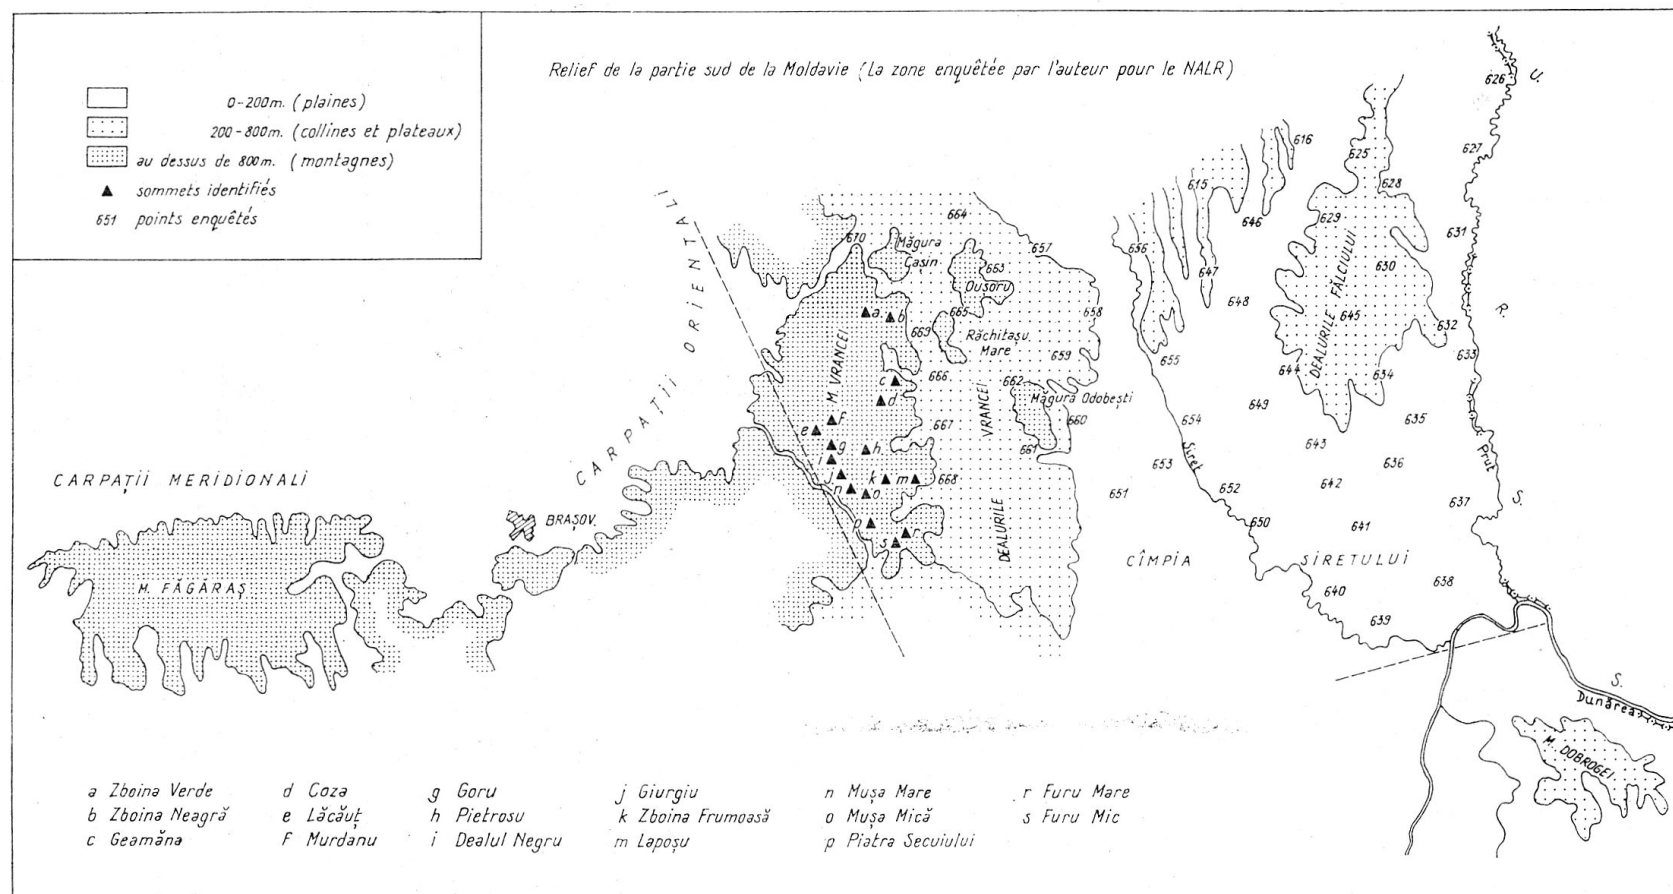 0-200m. (plaines)
200-800m. (collines et plateaux)
au dessus de 800m. (montagnes)
sommets identifiés
651 points enquêtés
Relief de la partie sud de la Moldavie (La zone enquêtée par l'auteur pour le NALR)
626
U.
616
625
627
615
628
664
646
629
631
CARPAȚII ORIENTALI
670
Măgura
Cașin
657
656
663
647
630
Oușoru
648
DEALURILE FĂLCIULUI
a
b
665
658
645
R.
669
632
M. VRANCEI
Răchitașu
Mare
659
655
633
c
666
662
644
634
d
VRANCEI
Măgura Odobești
649
f
667
660
654
635
e
g
h
661
643
i
653
Siret
636
Prut
CARPAȚII MERIDIONALI
j
k
m
668
642
n
o
651
652
637
S.
BRAȘOV.
p
650
641
r
s
DEALURILE
CÎMPIA
SIRETULUI
M. FĂGĂRAȘ
640
638
639
S.
Dunărea
M. DOBROGEI
a Zboina Verde
d Coza
g Goru
j Giurgiu
n Mușa Mare
r Furu Mare
b Zboina Neagră
e Lăcăuț
h Pietrosu
k Zboina Frumoasă
o Mușa Mică
s Furu Mic
c Geamăna
f Murdanu
i Dealul Negru
m Lapoșu
p Piatra Secuiului